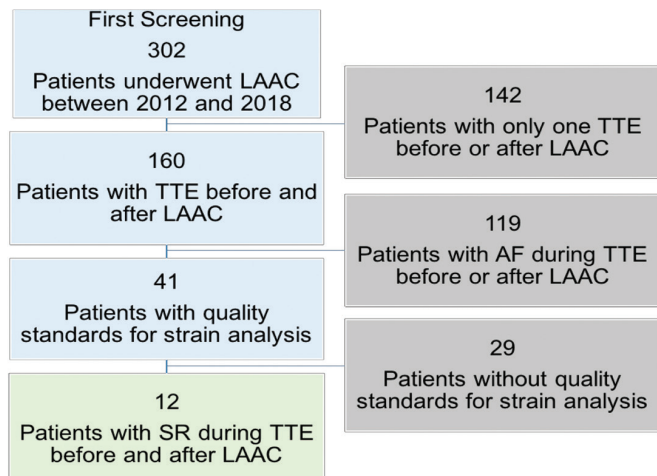 First Screening
302
Patients underwent LAAC
between 2012 and 2018
142
Patients with only one TTE
before or after LAAC
160
Patients with TTE before and
after LAAC
119
Patients with AF during TTE
before or after LAAC
41
Patients with quality
standards for strain analysis
29
Patients without quality
standards for strain analysis
12
Patients with SR during TTE
before and after LAAC